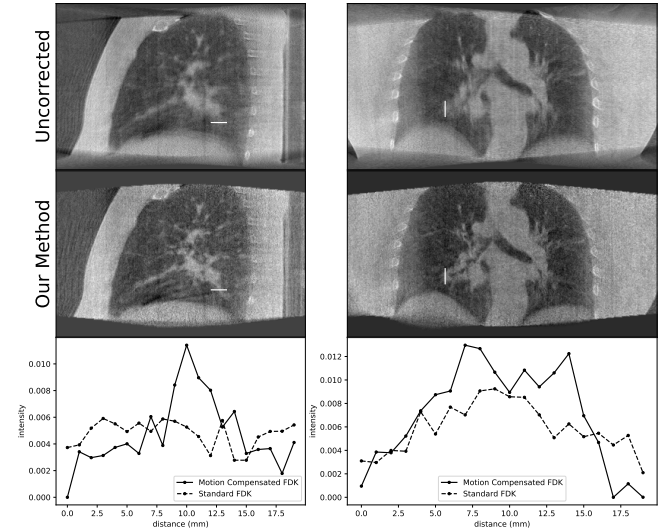 Uncorrected
Our Method
intensity
0.010
0.008
0.006
0.004
0.002
0.000
Motion Compensated FDK
Standard FDK
0.0 2.5 5.0 7.5 10.0 12.5 15.0 17.5
distance (mm)
intensity
0.012
0.010
0.008
0.006
0.004
0.002
0.000
Motion Compensated FDK
Standard FDK
0.0 2.5 5.0 7.5 10.0 12.5 15.0 17.5
distance (mm)